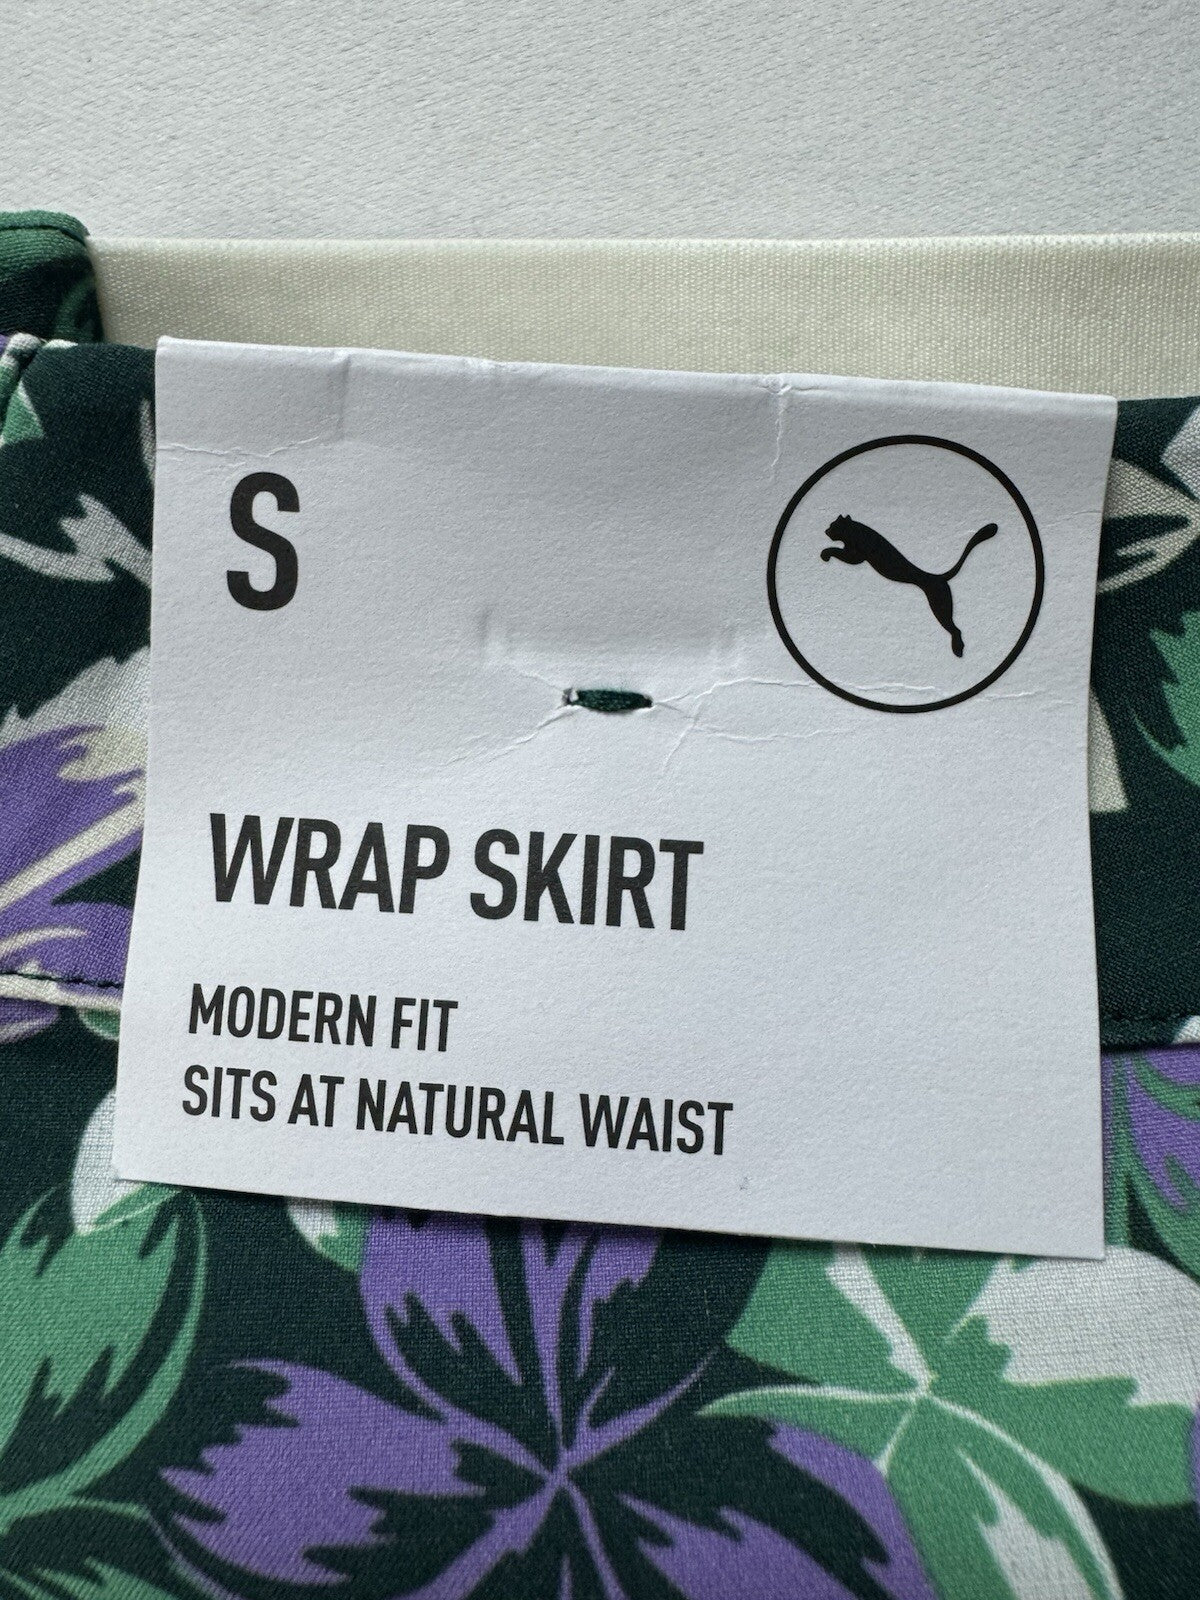 S
WRAP SKIRT
MODERN FIT
SITS AT NATURAL WAIST